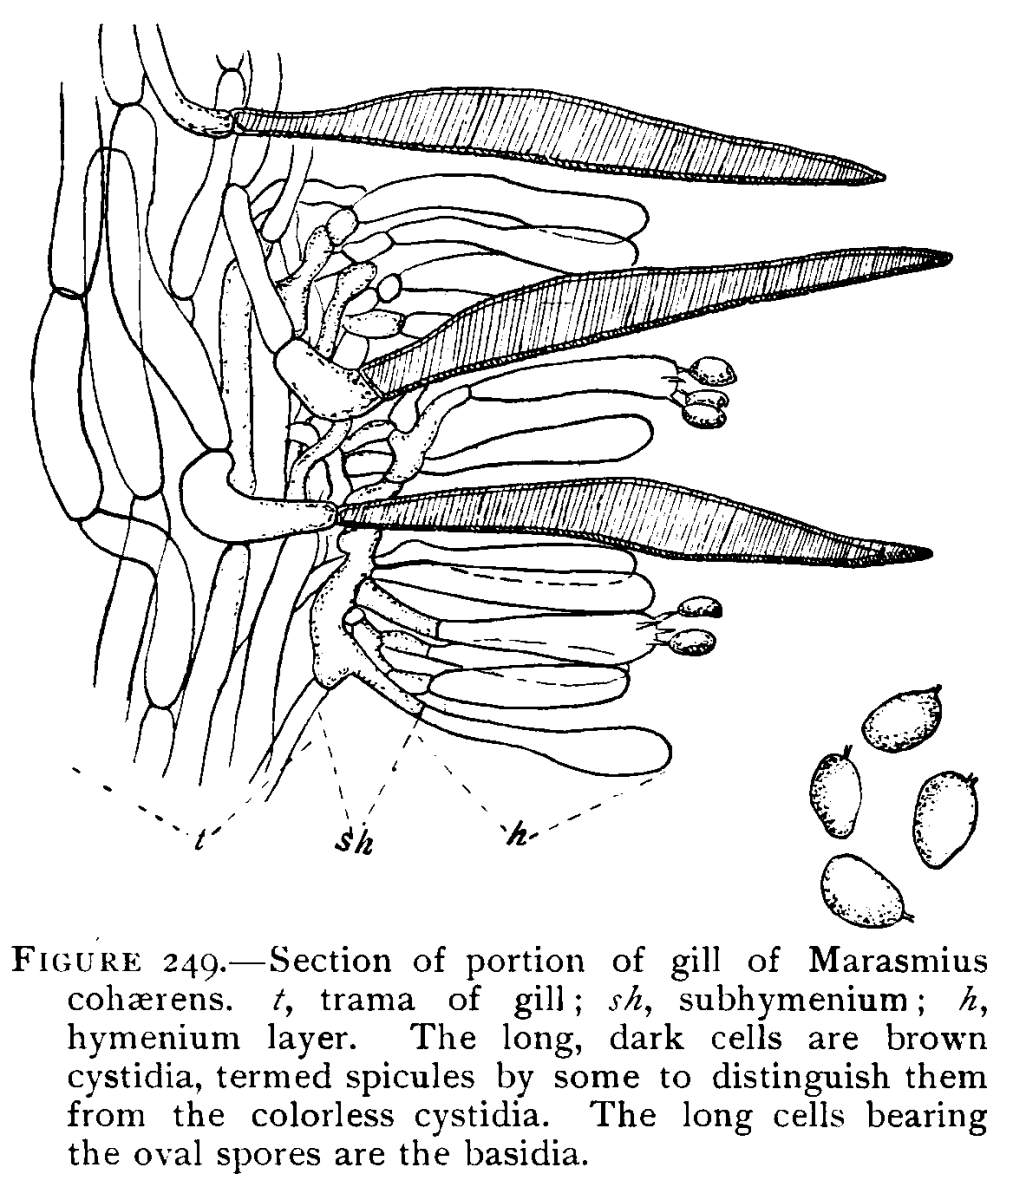 t sh h
FIGURE 249.—Section of portion of gill of Marasmius
cohærens. t, trama of gill; sh, subhymenium; h,
hymenium layer. The long, dark cells are brown
cystidia, termed spicules by some to distinguish them
from the colorless cystidia. The long cells bearing
the oval spores are the basidia.